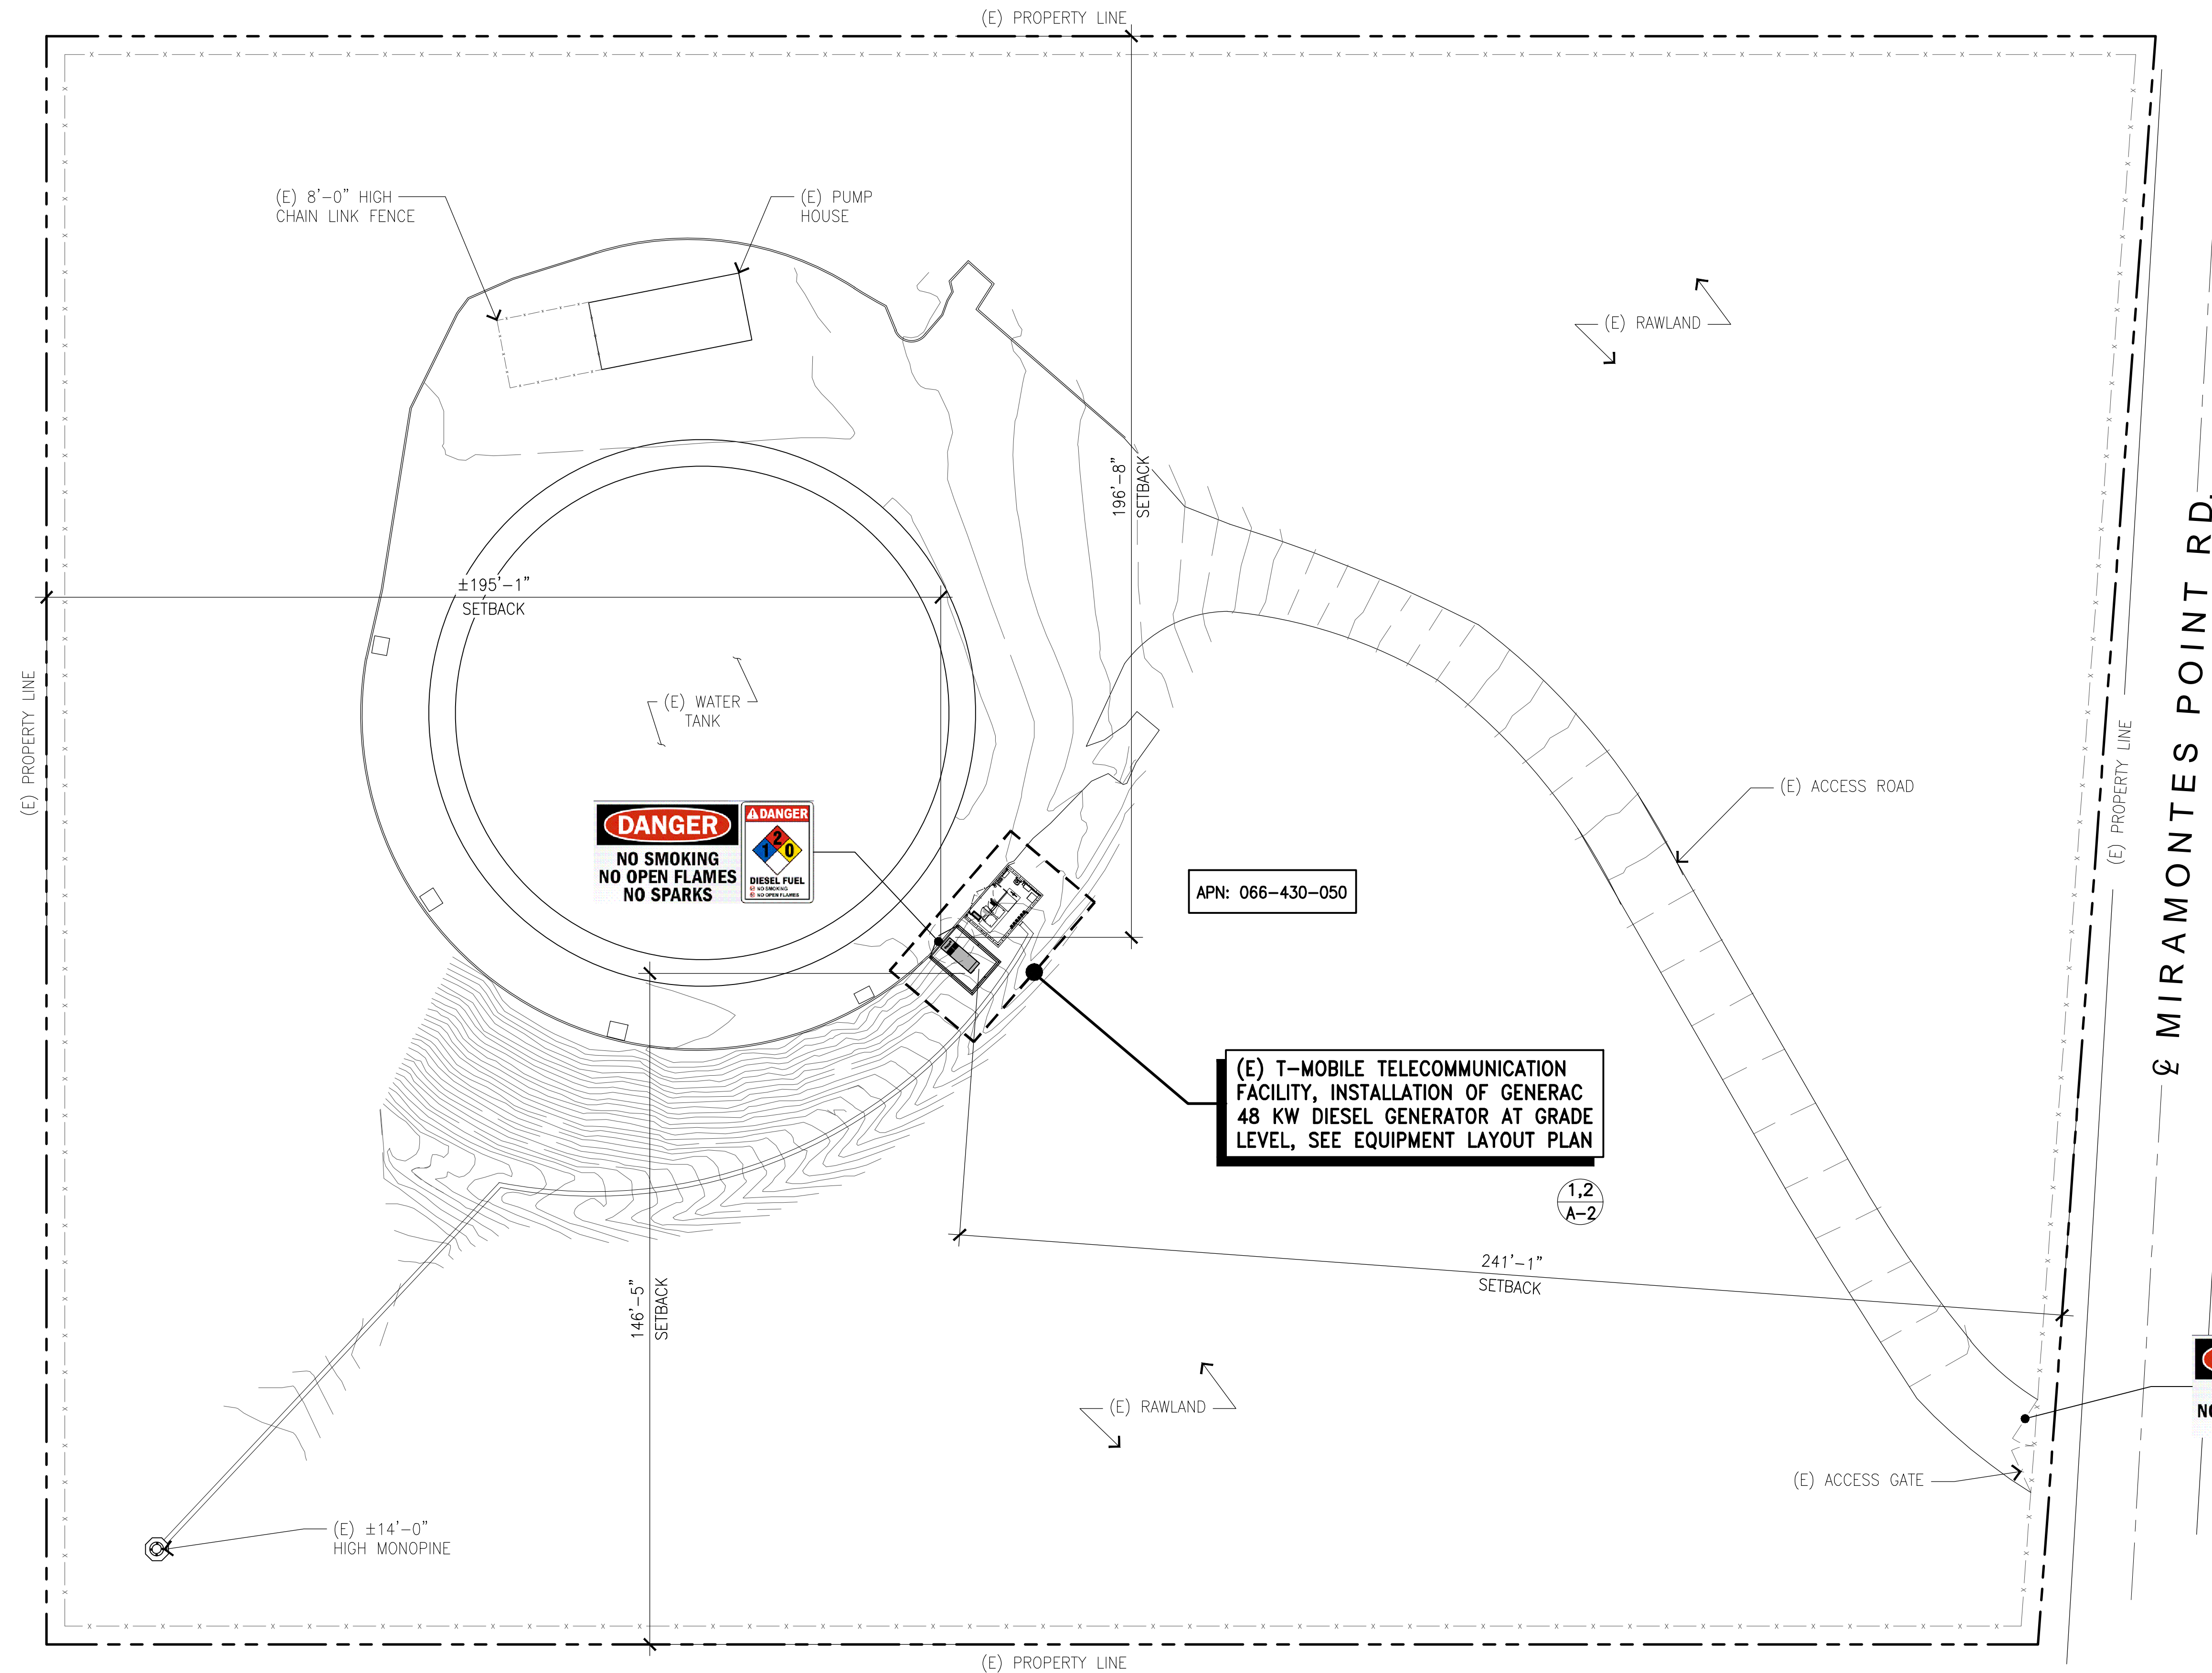 (E) PROPERTY LINE
(E) 8'-0" HIGH
CHAIN LINK FENCE
(E) PUMP
HOUSE
(E) RAWLAND
196'-8"
SETBACK
±195'-1"
SETBACK
(E) PROPERTY LINE
(E) WATER
TANK
(E) ACCESS ROAD
(E) PROPERTY LINE
℄ MIRAMONTES POINT RD.
DANGER
NO SMOKING
NO OPEN FLAMES
NO SPARKS
DANGER
2
1 0
DIESEL FUEL
NO SMOKING
NO OPEN FLAMES
APN: 066-430-050
(E) T-MOBILE TELECOMMUNICATION
FACILITY, INSTALLATION OF GENERAC
48 KW DIESEL GENERATOR AT GRADE
LEVEL, SEE EQUIPMENT LAYOUT PLAN
1,2
A-2
241'-1"
SETBACK
146'-5"
SETBACK
(E) RAWLAND
(E) ACCESS GATE
(E) ±14'-0"
HIGH MONOPINE
(E) PROPERTY LINE